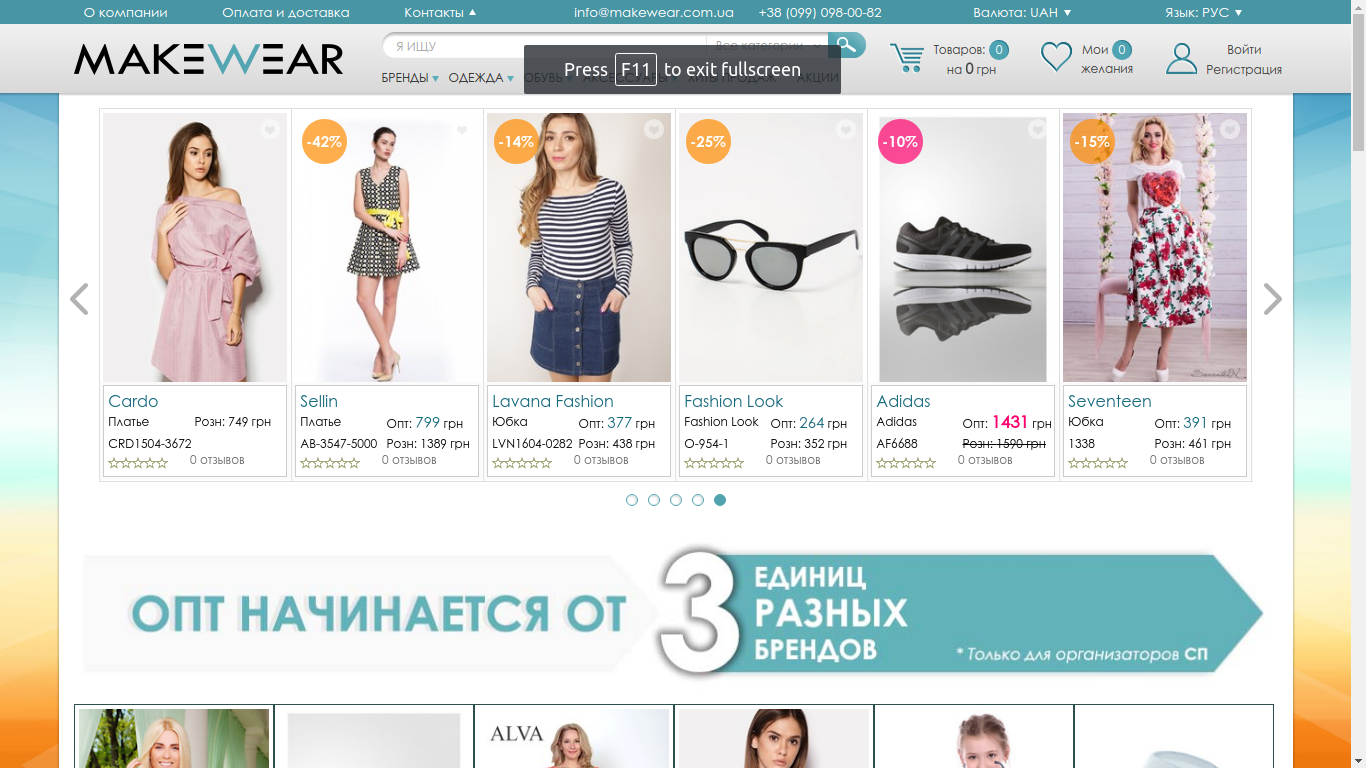 О компании Оплата и доставка Контакты info@makewear.com.ua +38 (099) 098-00-82 Валюта: UAH Язык: РУС
MAKEWEAR
Я ИЩУ Все категории
Товаров: 0
на 0 грн
Мои 0
желания
Войти
Регистрация
БРЕНДЫ ОДЕЖДА ОБУВЬ АКСЕССУАРЫ ХИТЫ ПРОДАЖ АКЦИИ
Press F11 to exit fullscreen
-42% -14% -25% -10% -15%
Cardo
Платье Розн: 749 грн
CRD1504-3672
0 отзывов
Sellin
Платье Опт: 799 грн
AB-3547-5000 Розн: 1389 грн
0 отзывов
Lavana Fashion
Юбка Опт: 377 грн
LVN1604-0282 Розн: 438 грн
0 отзывов
Fashion Look
Fashion Look Опт: 264 грн
O-954-1 Розн: 352 грн
0 отзывов
Adidas
Adidas Опт: 1431 грн
AF6688 Розн: 1590 грн
0 отзывов
Seventeen
Юбка Опт: 391 грн
1338 Розн: 461 грн
0 отзывов
ОПТ НАЧИНАЕТСЯ ОТ 3
ЕДИНИЦ
РАЗНЫХ
БРЕНДОВ
* Только для организаторов СП
ALVA